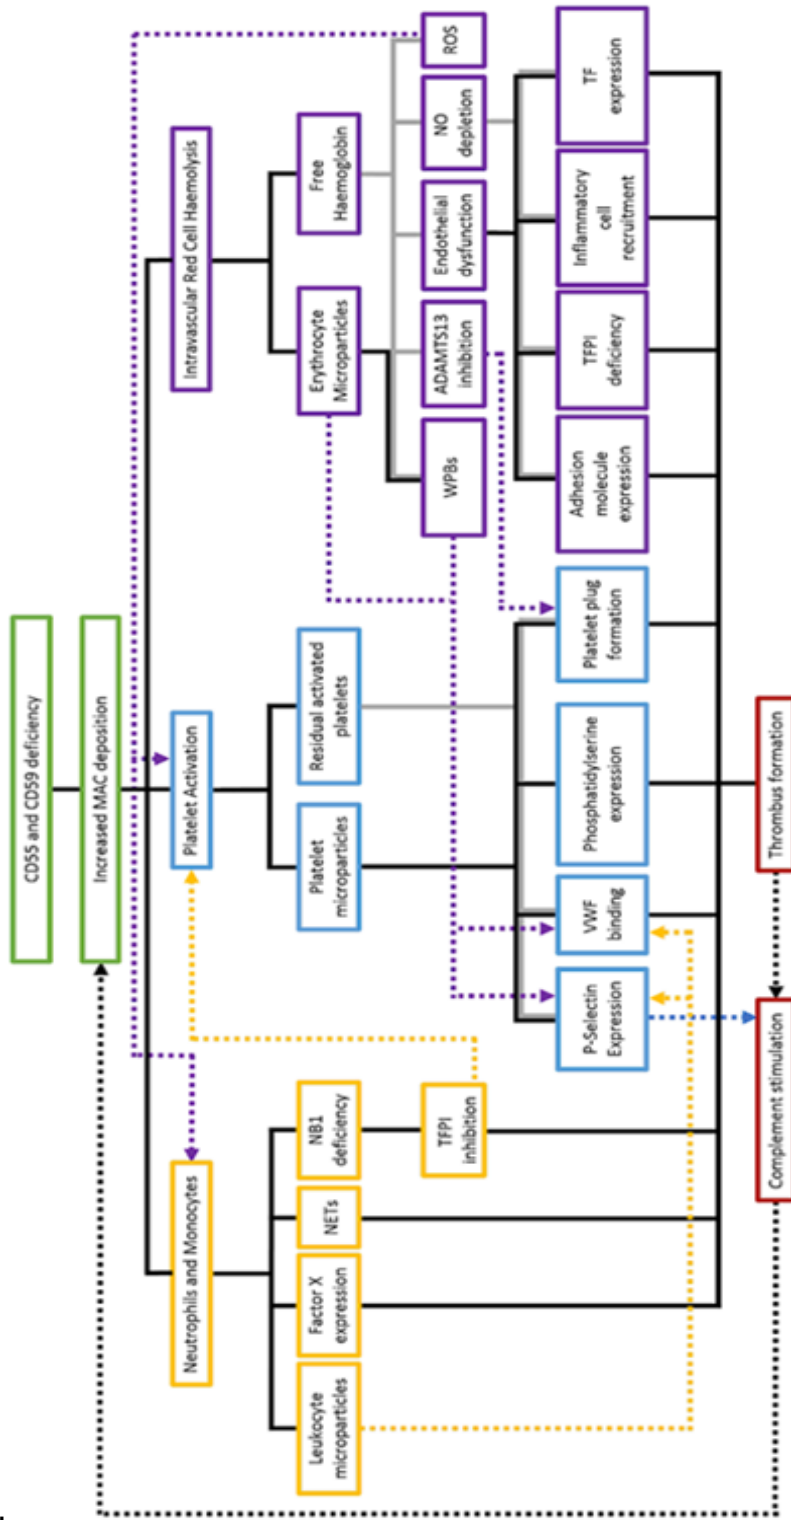 CD55 and CD59 deficiency
Increased MAC deposition
Neutrophils and Monocytes
Platelet Activation
Intravascular Red Cell Haemolysis
Leukocyte
microparticles
Factor X
expression
NETs
NB1
deficiency
Platelet
microparticles
Residual activated
platelets
Erythrocyte
Microparticles
Free
Haemoglobin
TFPI
inhibition
WPBs
ADAMTS13
inhibition
Endothelial
dysfunction
NO
depletion
ROS
P-Selectin
Expression
VWF
binding
Phosphatidylserine
expression
Platelet plug
formation
Adhesion
molecule
expression
TFPI
deficiency
Inflammatory
cell
recruitment
TF
expression
Complement stimulation
Thrombus formation